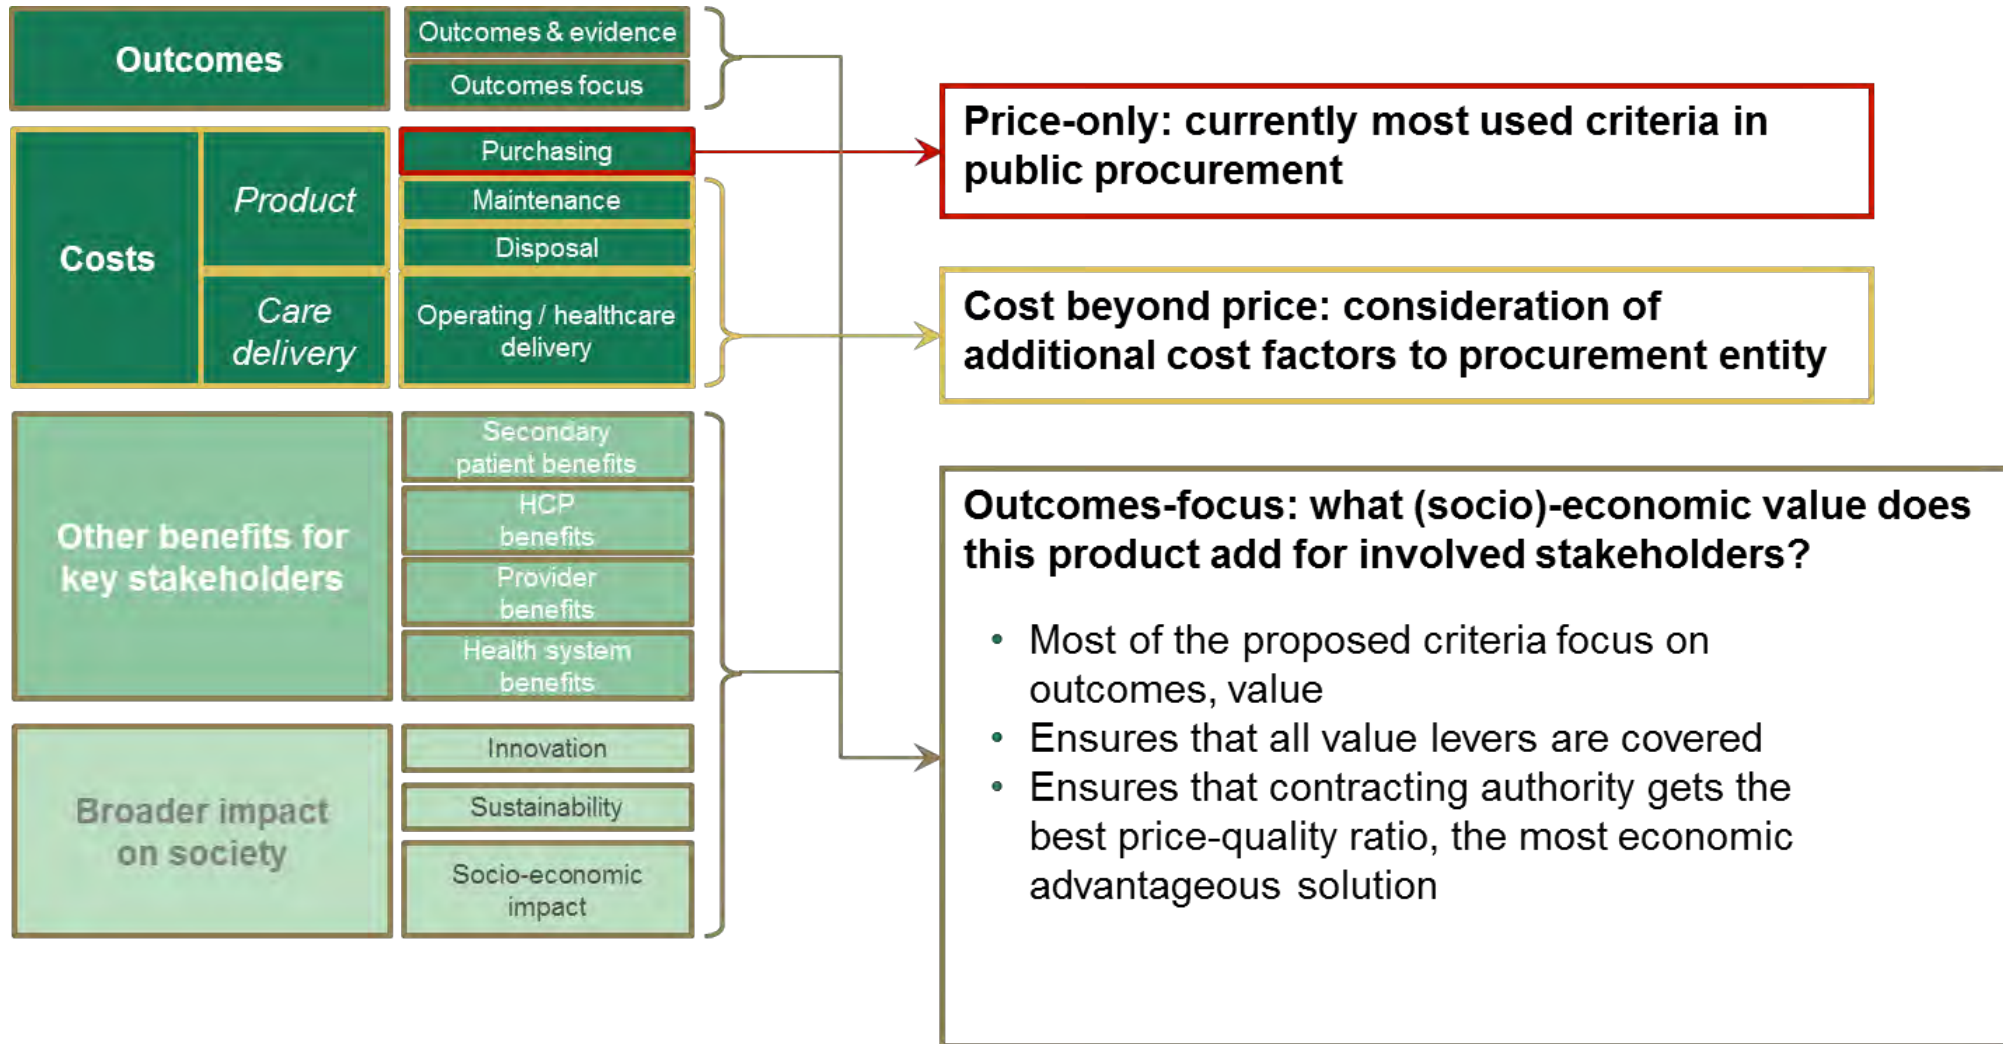 Outcomes
Outcomes & evidence
Outcomes focus
Costs
Product
Purchasing
Maintenance
Disposal
Care
delivery
Operating / healthcare
delivery
Other benefits for
key stakeholders
Secondary
patient benefits
HCP
benefits
Provider
benefits
Health system
benefits
Broader impact
on society
Innovation
Sustainability
Socio-economic
impact
Price-only: currently most used criteria in
public procurement
Cost beyond price: consideration of
additional cost factors to procurement entity
Outcomes-focus: what (socio)-economic value does
this product add for involved stakeholders?
• Most of the proposed criteria focus on
outcomes, value
• Ensures that all value levers are covered
• Ensures that contracting authority gets the
best price-quality ratio, the most economic
advantageous solution